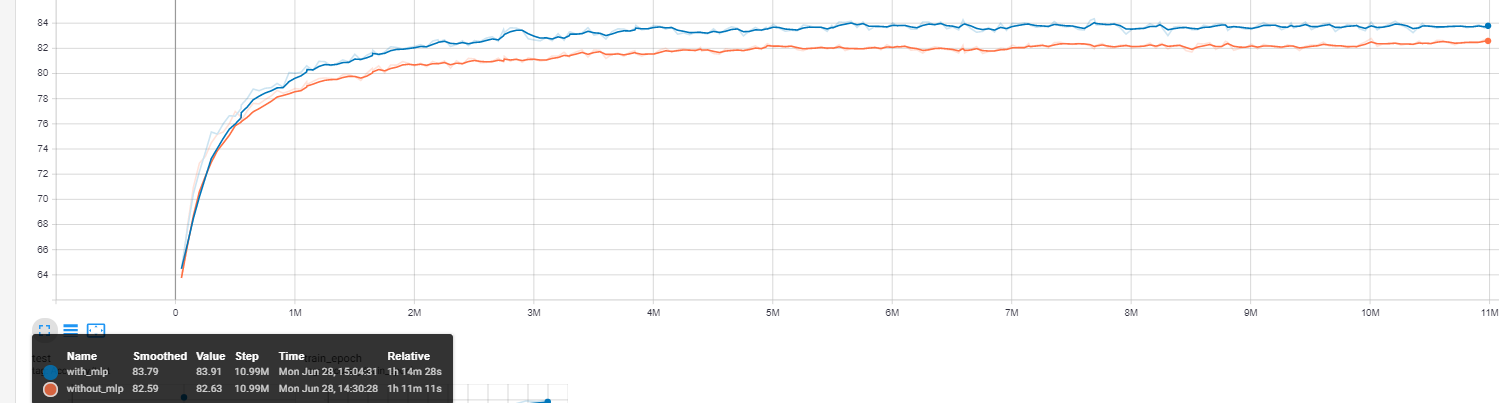 84
82
80
78
76
74
72
70
68
66
64
0 1M 2M 3M 4M 5M 6M 7M 8M 9M 10M 11M
Name Smoothed Value Step Time Relative
with_mlp 83.79 83.91 10.99M Mon Jun 28, 15:04:31 1h 14m 28s
without_mlp 82.59 82.63 10.99M Mon Jun 28, 14:30:28 1h 11m 11s